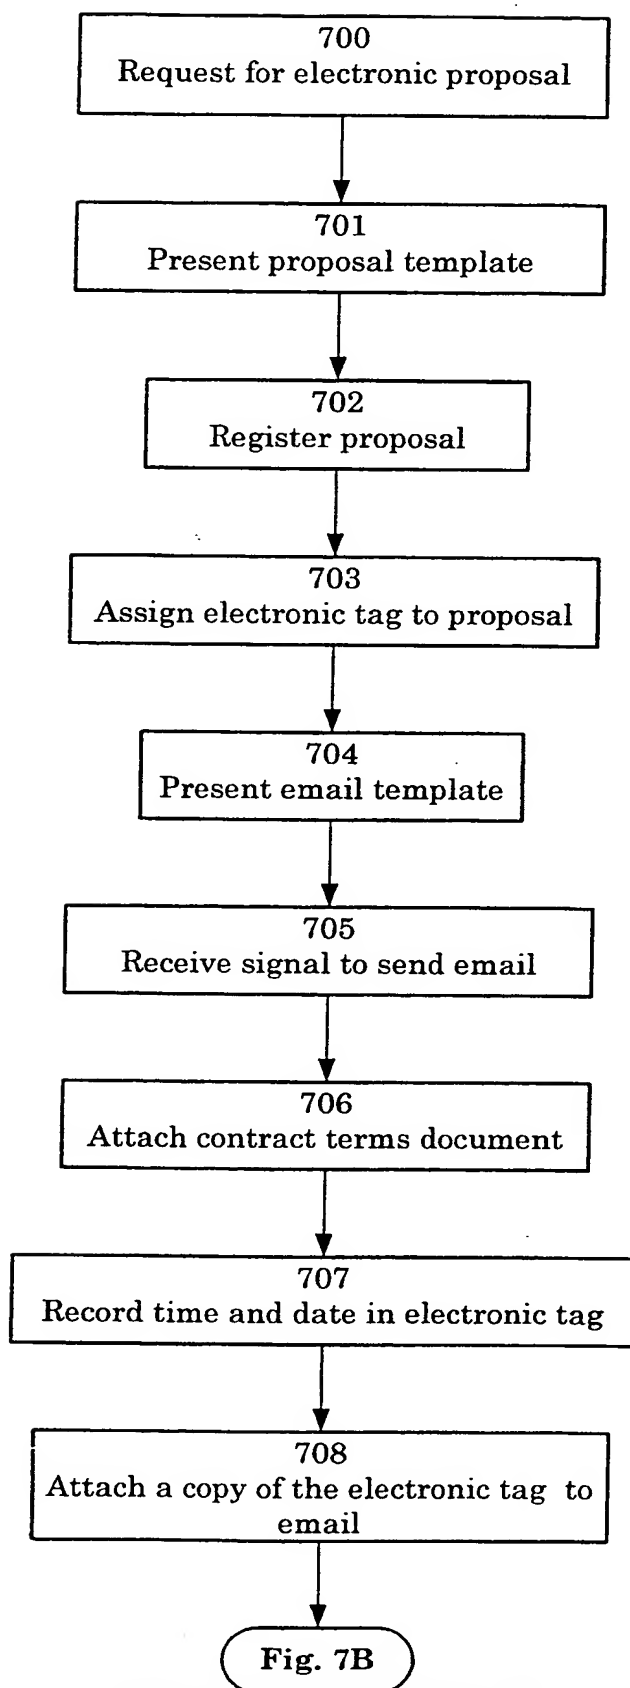 700
Request for electronic proposal
701
Present proposal template
702
Register proposal
703
Assign electronic tag to proposal
704
Present email template
705
Receive signal to send email
706
Attach contract terms document
707
Record time and date in electronic tag
708
Attach a copy of the electronic tag to
email
Fig. 7B